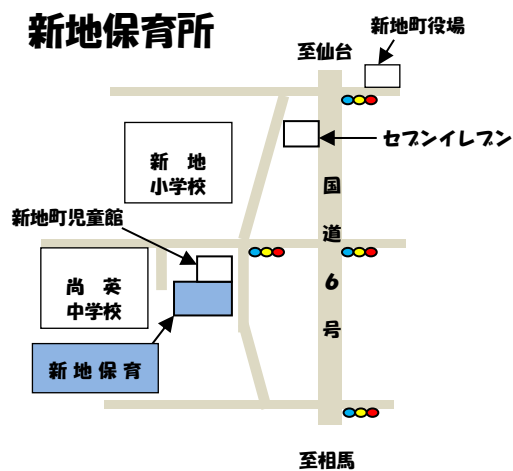 新地保育所
新地町役場
至仙台
セブンイレブン
新 地
小学校
国
道
6
号
新地町児童館
尚 英
中学校
新地保育
至相馬